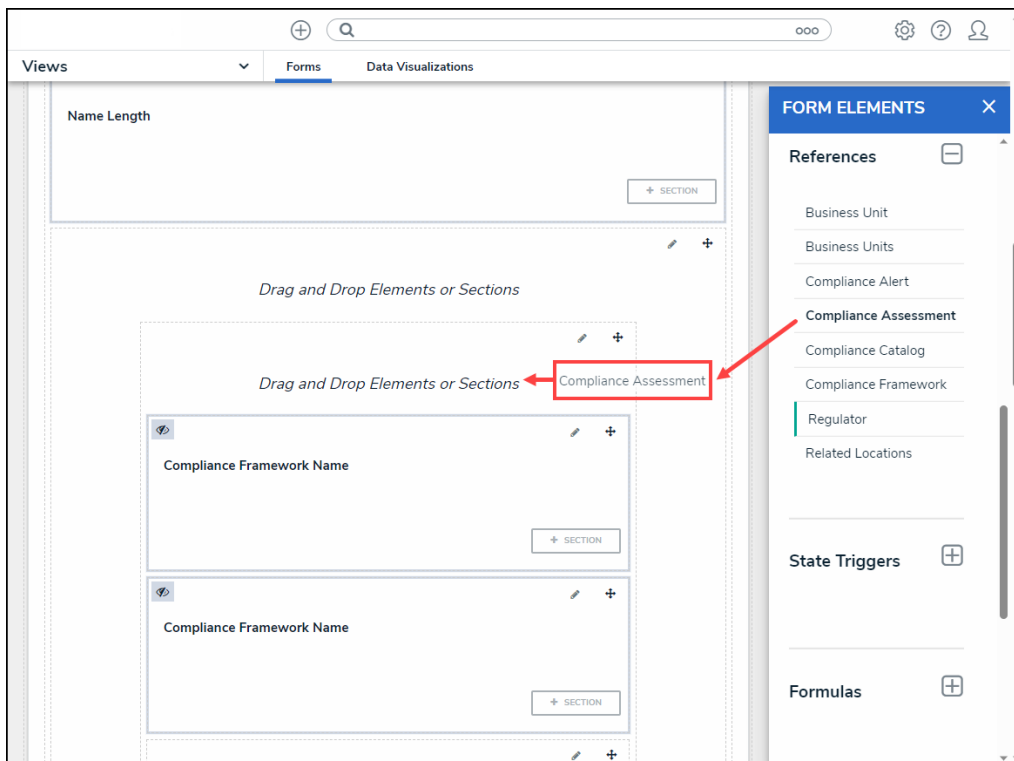 ooo
Views
Forms
Data Visualizations
Name Length
+ SECTION
Drag and Drop Elements or Sections
Drag and Drop Elements or Sections
Compliance Assessment
Compliance Framework Name
+ SECTION
Compliance Framework Name
+ SECTION
FORM ELEMENTS
References
Business Unit
Business Units
Compliance Alert
Compliance Assessment
Compliance Catalog
Compliance Framework
Regulator
Related Locations
State Triggers
Formulas